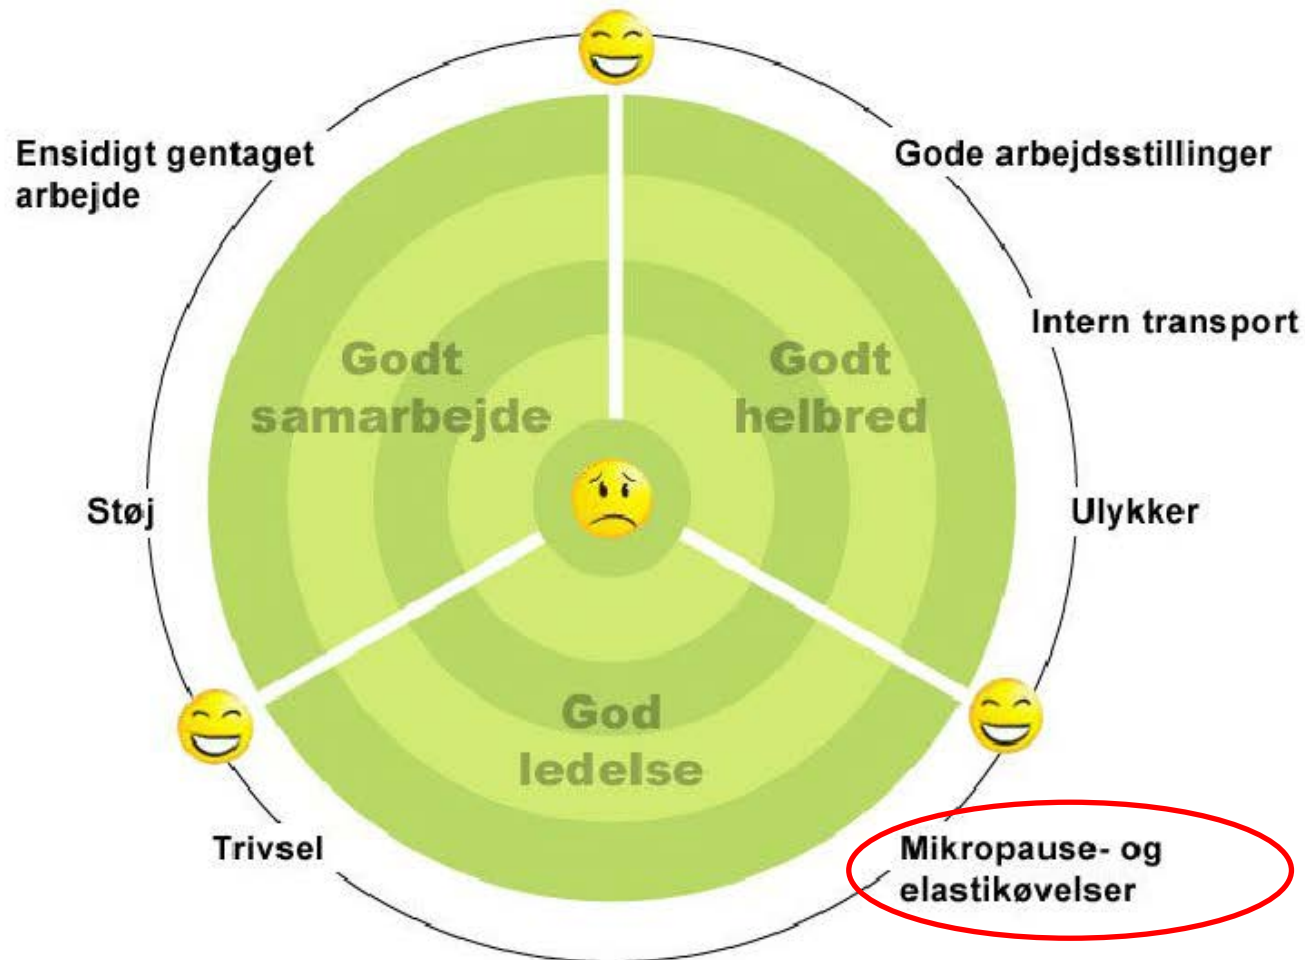 Ensidigt gentaget
arbejde
Gode arbejdsstillinger
Intern transport
Godt
samarbejde
Godt
helbred
Støj
Ulykker
God
ledelse
Trivsel
Mikropause- og
elastikøvelser